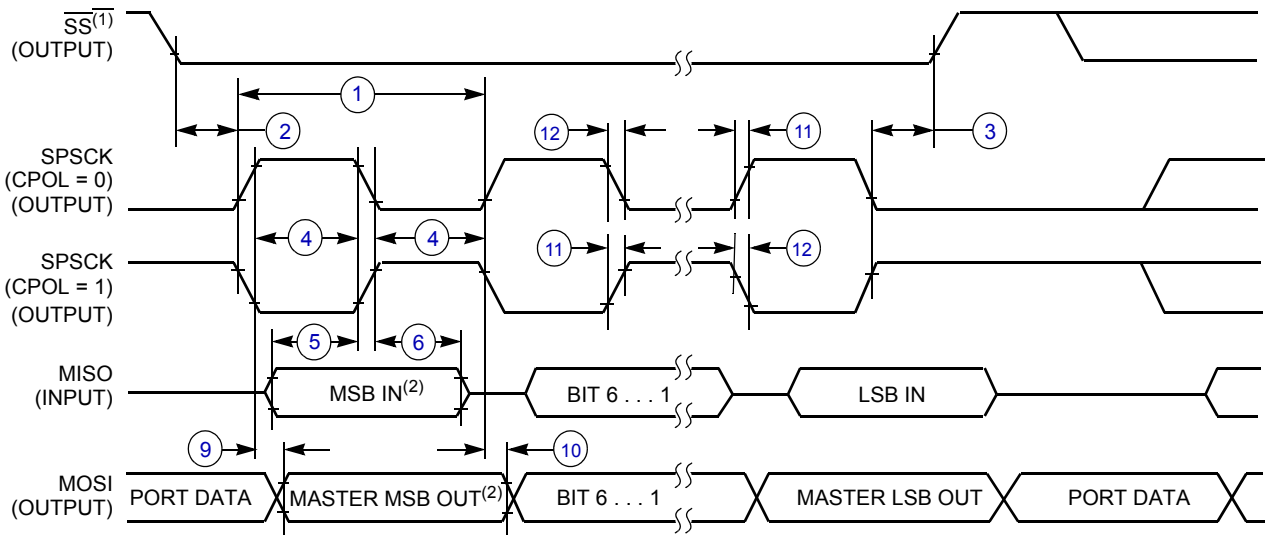 SS(1)
(OUTPUT)
1
2
12
11
3
SPSCK
(CPOL = 0)
(OUTPUT)
4
4
SPSCK
(CPOL = 1)
(OUTPUT)
11
12
5
6
MISO
(INPUT)
MSB IN(2)
BIT 6 . . . 1
LSB IN
9
10
MOSI
(OUTPUT)
PORT DATA
MASTER MSB OUT(2)
BIT 6 . . . 1
MASTER LSB OUT
PORT DATA